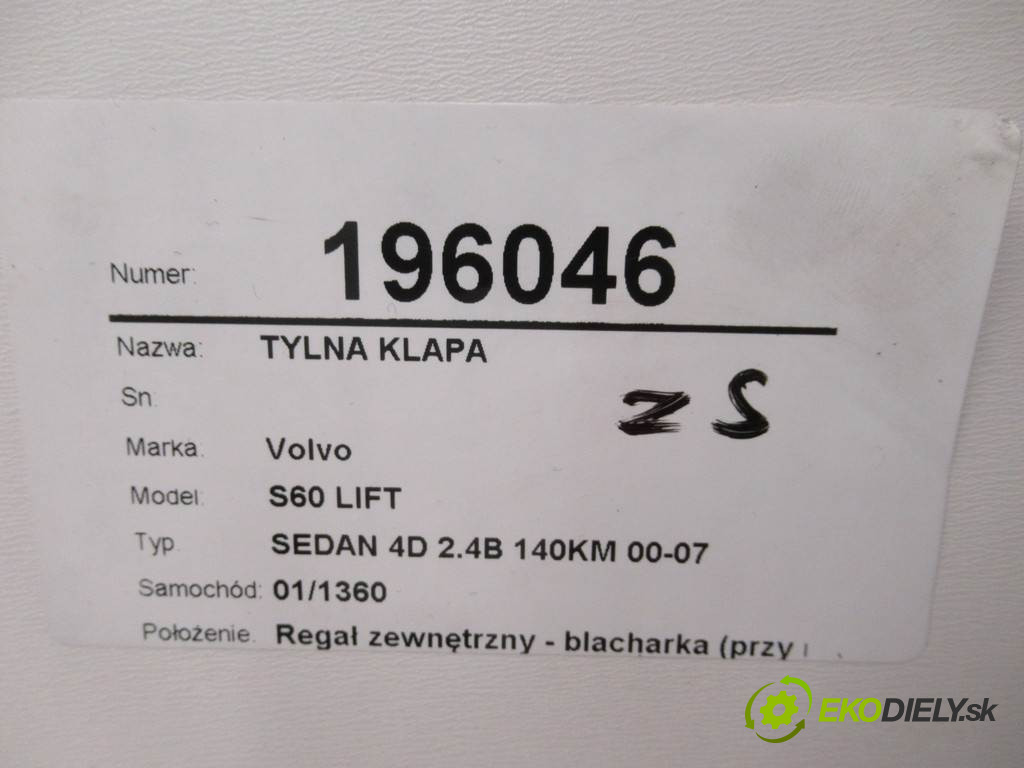 Numer: 196046
Nazwa: TYLNA KLAPA
Sn.
ZS
Marka: Volvo
Model: S60 LIFT
Typ SEDAN 4D 2.4B 140KM 00-07
Samochód: 01/1360
Położenie. Regał zewnętrzny - blacharka (przy
EKODIELY.sk